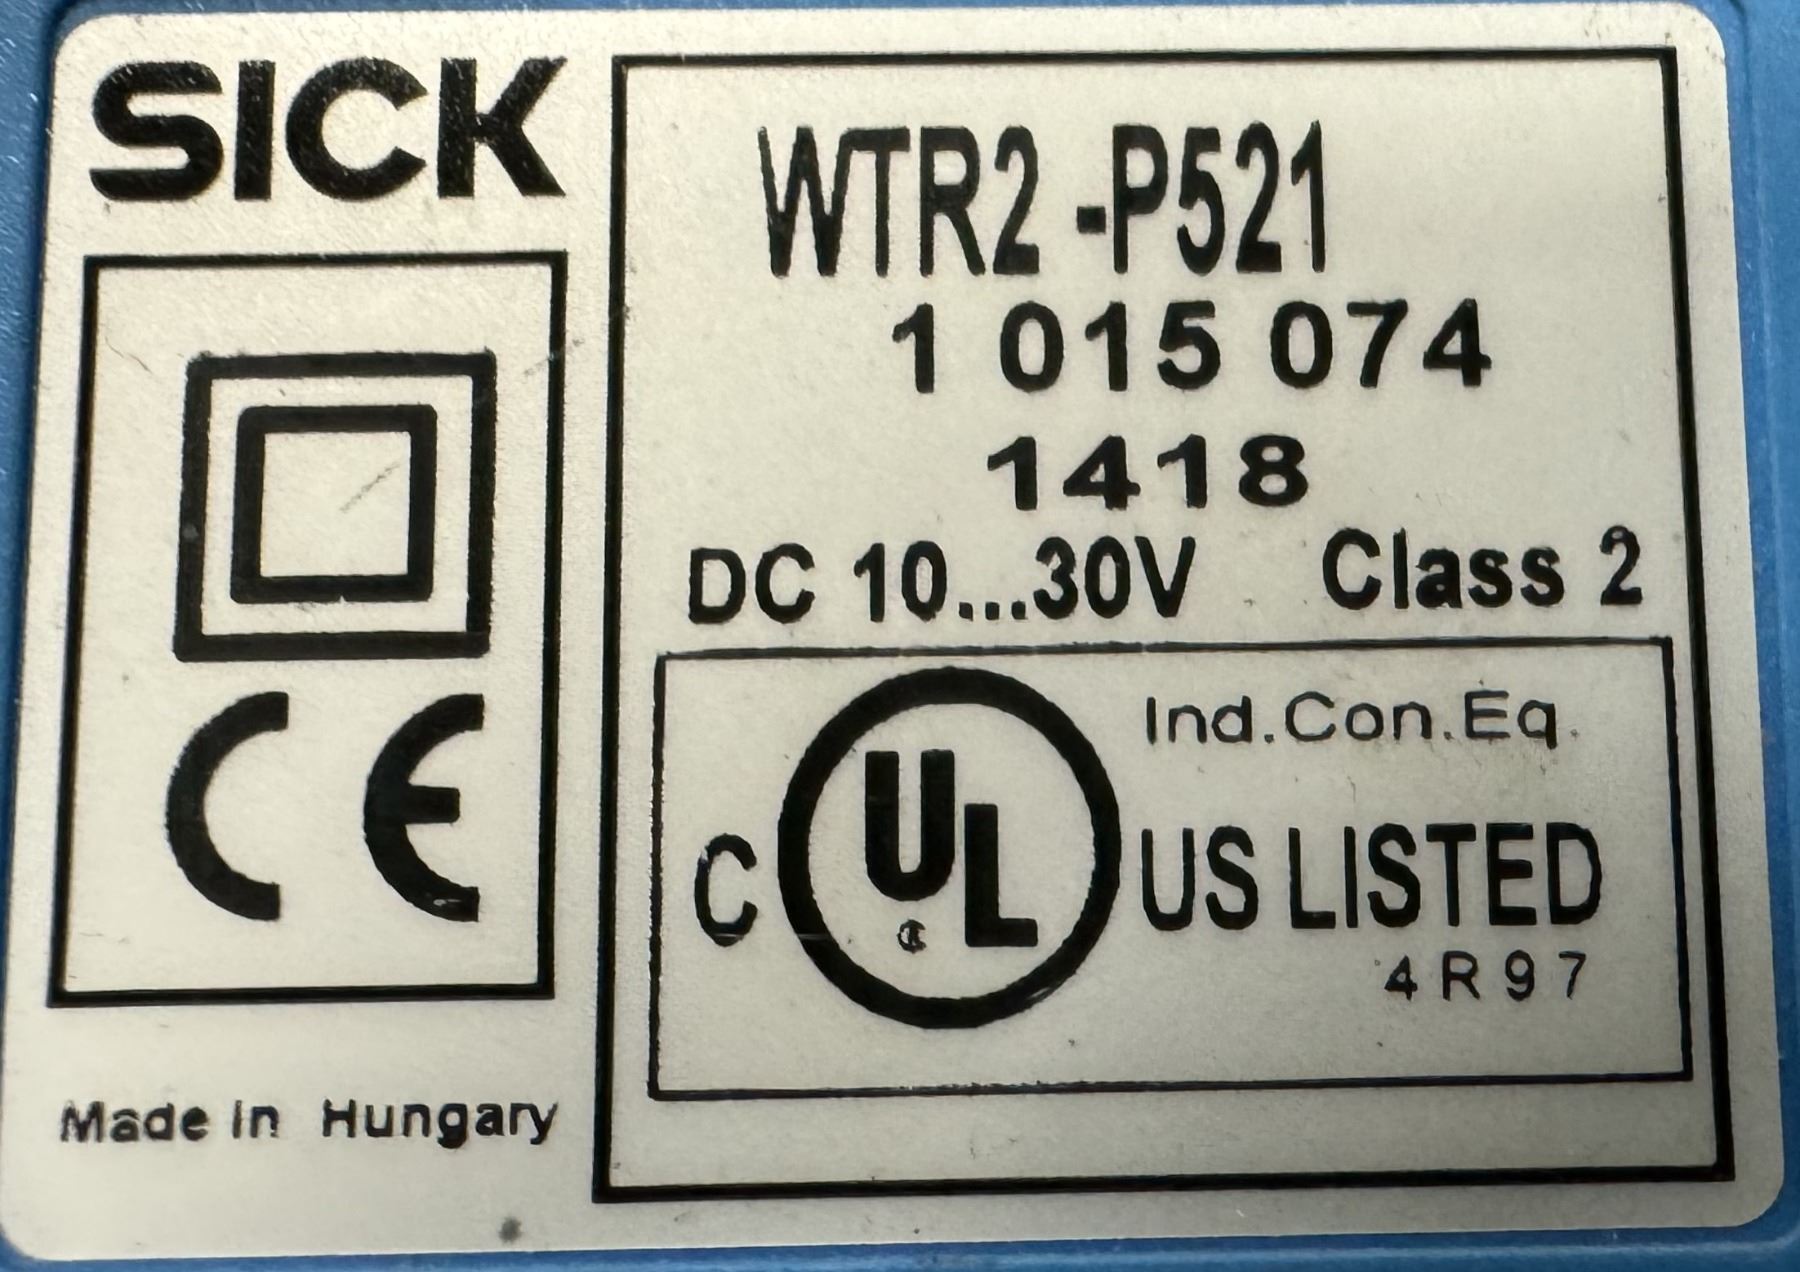 SICK
WTR2 -P521
1 015 074
1418
DC 10...30V Class 2
CE
Ind.Con.Eq.
C UL US LISTED
4R97
Made in Hungary